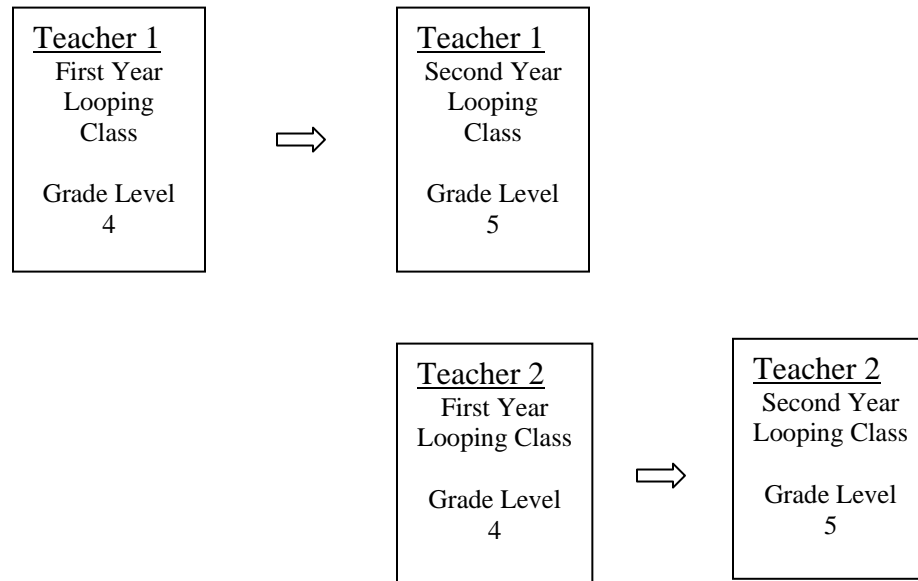 Teacher 1
First Year
Looping
Class
Grade Level
4
Teacher 1
Second Year
Looping
Class
Grade Level
5
Teacher 2
First Year
Looping Class
Grade Level
4
Teacher 2
Second Year
Looping Class
Grade Level
5